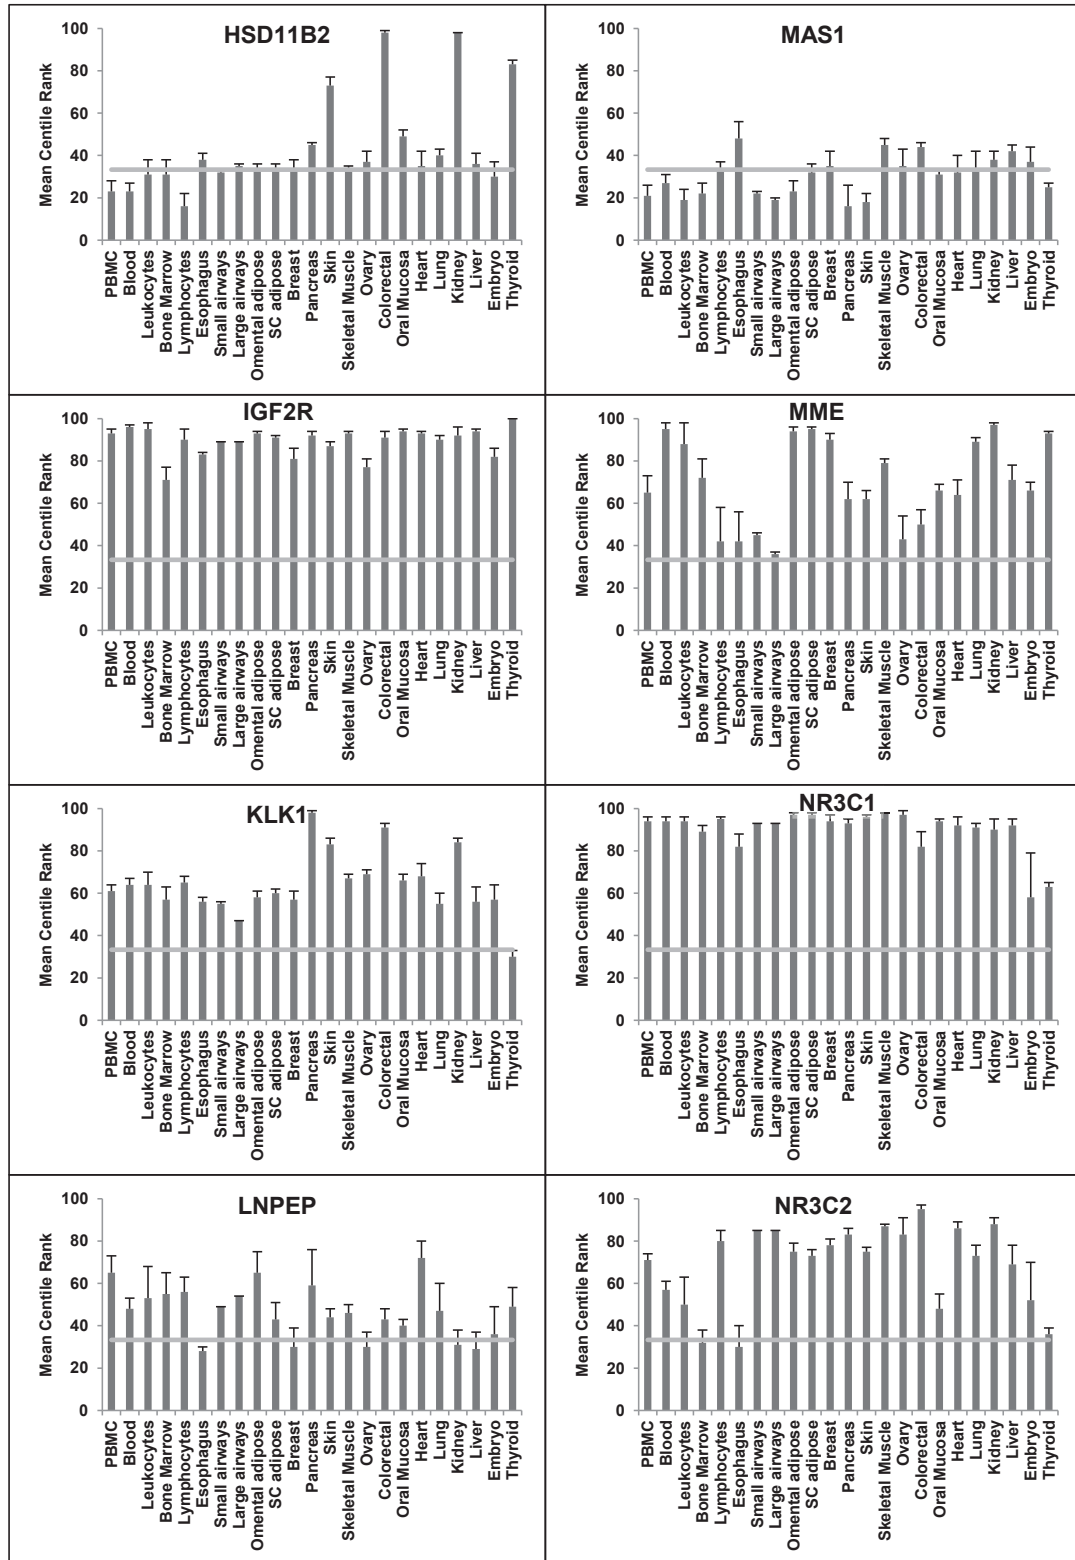 HSD11B2
Mean Centile Rank
100
80
60
40
20
0
PBMC
Blood
Leukocytes
Bone Marrow
Lymphocytes
Esophagus
Small airways
Large airways
Omental adipose
SC adipose
Breast
Pancreas
Skin
Skeletal Muscle
Ovary
Colorectal
Oral Mucosa
Heart
Lung
Kidney
Liver
Embryo
Thyroid
MAS1
Mean Centile Rank
100
80
60
40
20
0
PBMC
Blood
Leukocytes
Bone Marrow
Lymphocytes
Esophagus
Small airways
Large airways
Omental adipose
SC adipose
Breast
Pancreas
Skin
Skeletal Muscle
Ovary
Colorectal
Oral Mucosa
Heart
Lung
Kidney
Liver
Embryo
Thyroid
IGF2R
Mean Centile Rank
100
80
60
40
20
0
PBMC
Blood
Leukocytes
Bone Marrow
Lymphocytes
Esophagus
Small airways
Large airways
Omental adipose
SC adipose
Breast
Pancreas
Skin
Skeletal Muscle
Ovary
Colorectal
Oral Mucosa
Heart
Lung
Kidney
Liver
Embryo
Thyroid
MME
Mean Centile Rank
100
80
60
40
20
0
PBMC
Blood
Leukocytes
Bone Marrow
Lymphocytes
Esophagus
Small airways
Large airways
Omental adipose
SC adipose
Breast
Pancreas
Skin
Skeletal Muscle
Ovary
Colorectal
Oral Mucosa
Heart
Lung
Kidney
Liver
Embryo
Thyroid
KLK1
Mean Centile Rank
100
80
60
40
20
0
PBMC
Blood
Leukocytes
Bone Marrow
Lymphocytes
Esophagus
Small airways
Large airways
Omental adipose
SC adipose
Breast
Pancreas
Skin
Skeletal Muscle
Ovary
Colorectal
Oral Mucosa
Heart
Lung
Kidney
Liver
Embryo
Thyroid
NR3C1
Mean Centile Rank
100
80
60
40
20
0
PBMC
Blood
Leukocytes
Bone Marrow
Lymphocytes
Esophagus
Small airways
Large airways
Omental adipose
SC adipose
Breast
Pancreas
Skin
Skeletal Muscle
Ovary
Colorectal
Oral Mucosa
Heart
Lung
Kidney
Liver
Embryo
Thyroid
LNPEP
Mean Centile Rank
100
80
60
40
20
0
PBMC
Blood
Leukocytes
Bone Marrow
Lymphocytes
Esophagus
Small airways
Large airways
Omental adipose
SC adipose
Breast
Pancreas
Skin
Skeletal Muscle
Ovary
Colorectal
Oral Mucosa
Heart
Lung
Kidney
Liver
Embryo
Thyroid
NR3C2
Mean Centile Rank
100
80
60
40
20
0
PBMC
Blood
Leukocytes
Bone Marrow
Lymphocytes
Esophagus
Small airways
Large airways
Omental adipose
SC adipose
Breast
Pancreas
Skin
Skeletal Muscle
Ovary
Colorectal
Oral Mucosa
Heart
Lung
Kidney
Liver
Embryo
Thyroid